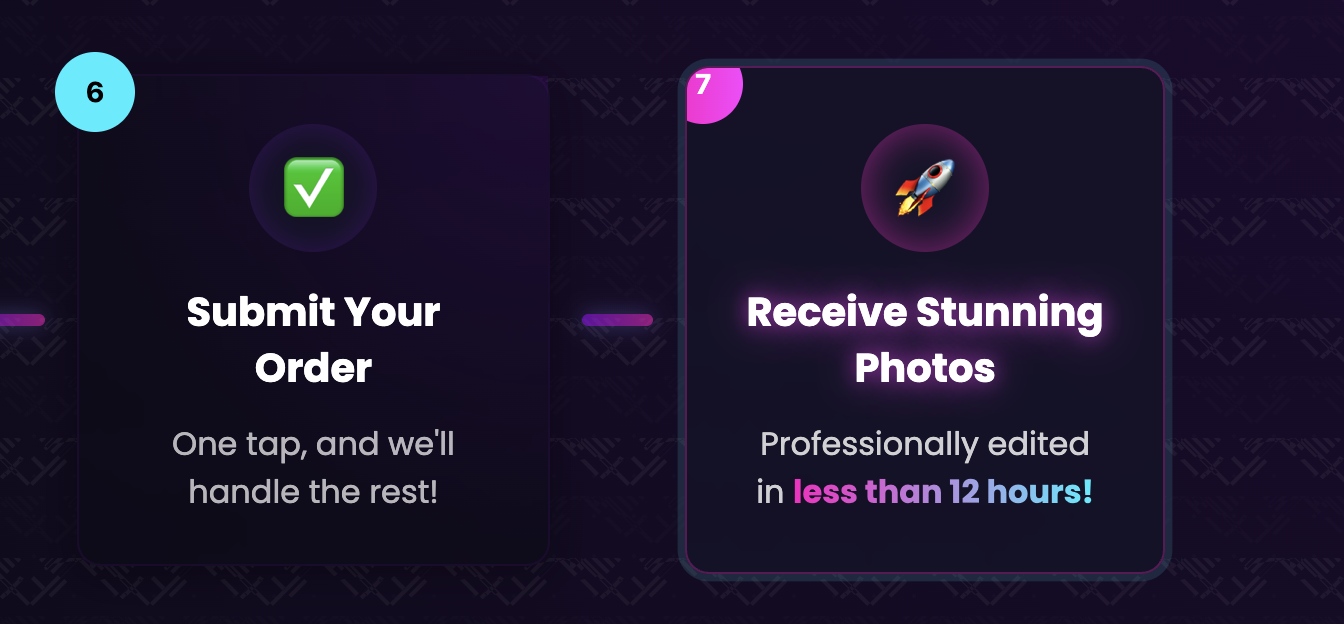 6
Submit Your
Order
One tap, and we'll
handle the rest!
7
Receive Stunning
Photos
Professionally edited
in less than 12 hours!